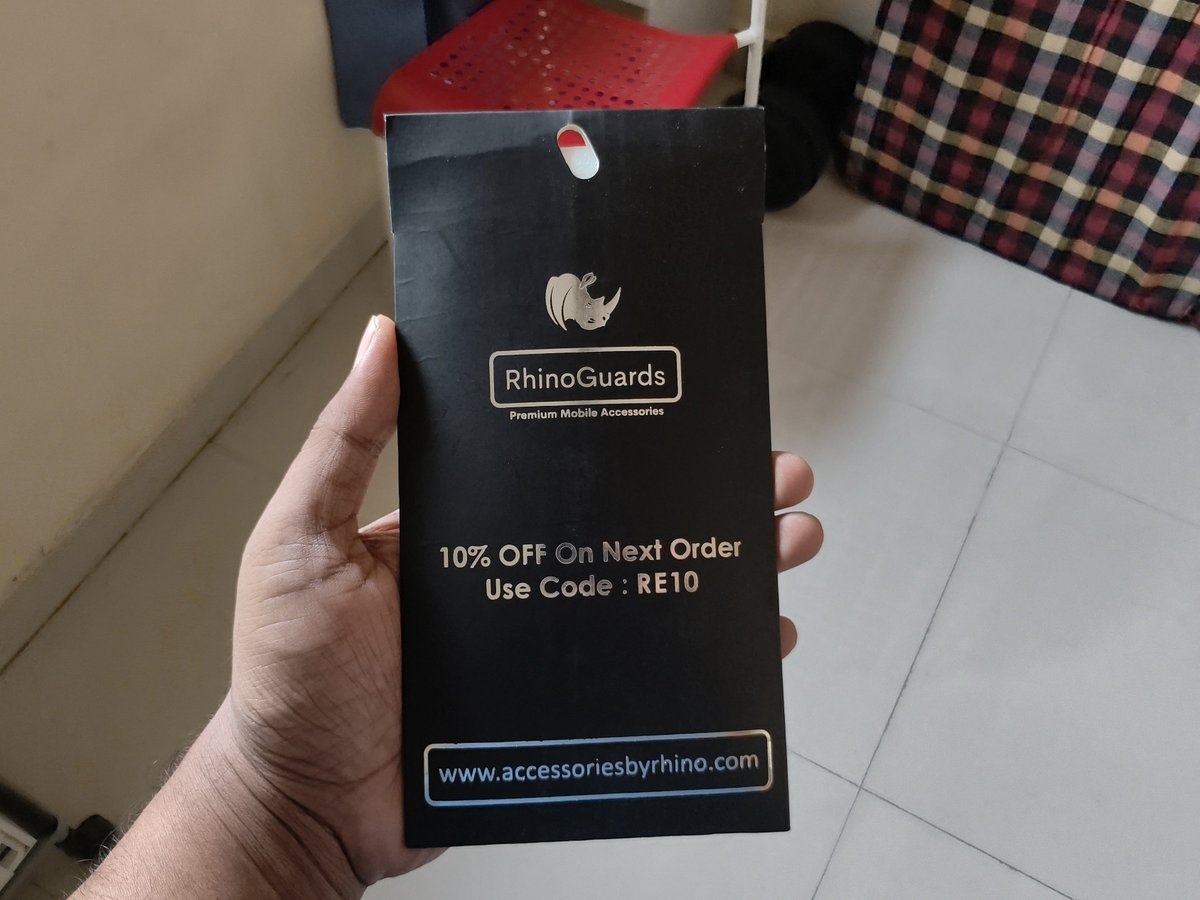 RhinoGuards
Premium Mobile Accessories
10% OFF On Next Order
Use Code : RE10
www.accessoriesbyrhino.com